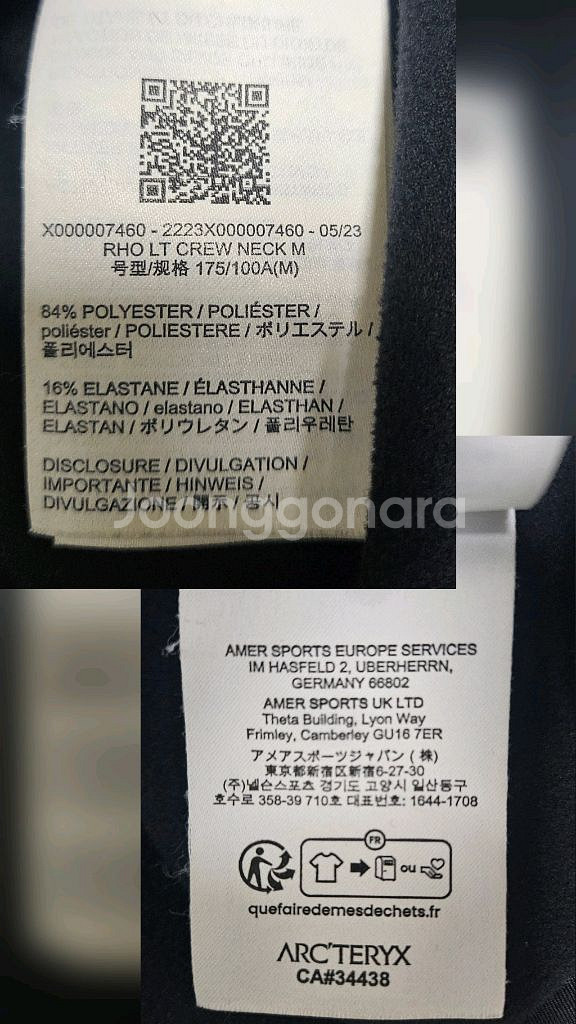 X000007460 - 2223X000007460 - 05/23
RHO LT CREW NECK M
号型/规格 175/100A(M)
84% POLYESTER / POLIÉSTER /
poliéster / POLIESTERE / ポリエステル /
폴리에스터
16% ELASTANE / ÉLASTHANNE /
ELASTANO / elastano / ELASTHAN /
ELASTAN / ポリウレタン / 폴리우레탄
DISCLOSURE / DIVULGATION /
IMPORTANTE / HINWEIS /
DIVULGAZIONE / 開示 / 공시
Joonggonara
AMER SPORTS EUROPE SERVICES
IM HASFELD 2, UBERHERRN,
GERMANY 66802
AMER SPORTS UK LTD
Theta Building, Lyon Way
Frimley, Camberley GU16 7ER
アメアスポーツジャパン (株)
東京都新宿区新宿6-27-30
(주)넬슨스포츠 경기도 고양시 일산동구
호수로 358-39 710호 대표번호: 1644-1708
FR
ou
quefairedemesdechets.fr
ARC'TERYX
CA#34438